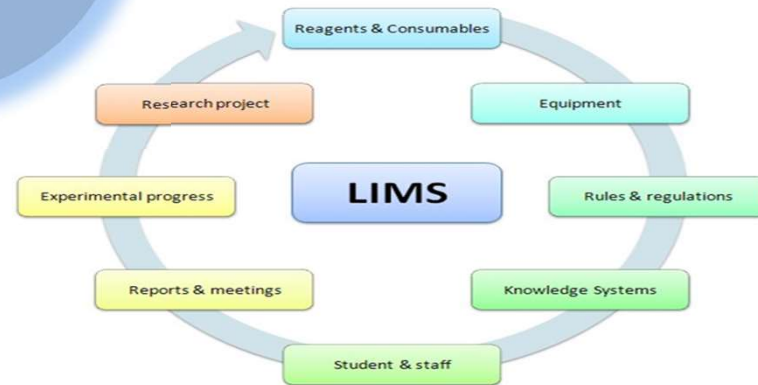 Reagents & Consumables
Research project
Equipment
Experimental progress
LIMS
Rules & regulations
Reports & meetings
Knowledge Systems
Student & staff